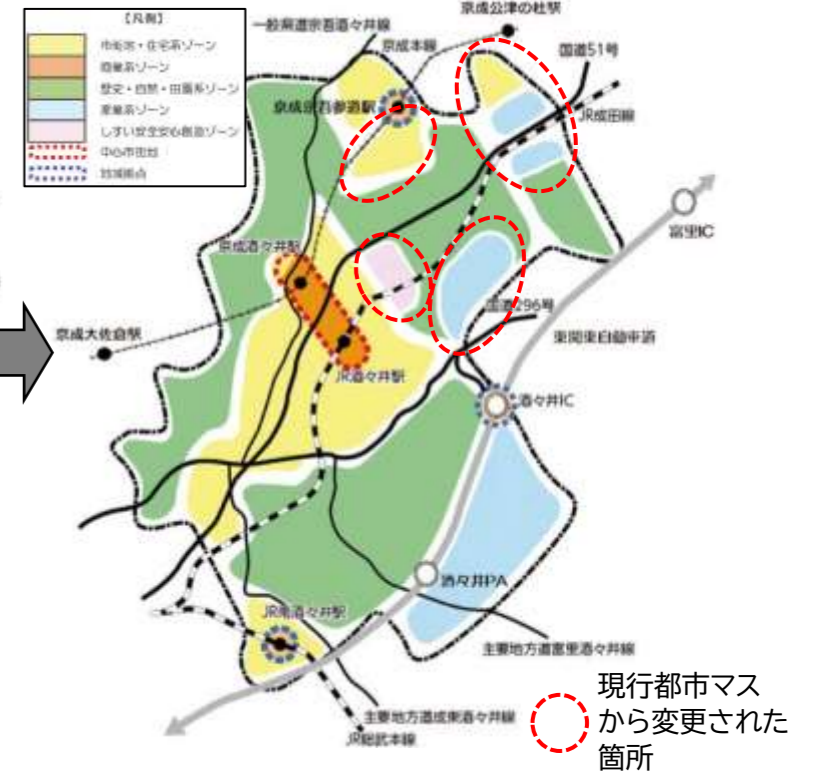 【凡例】
市街地・住宅系ゾーン
商業系ゾーン
歴史・自然・田園系ゾーン
産業系ゾーン
しすい安全安心創造ゾーン
中心市街地
地域拠点
京成公津の杜駅
一般県道宗吾酒々井線
京成本線
国道51号
京成宗吾参道駅
JR成田線
富里IC
京成酒々井駅
国道296号
東関東自動車道
京成大佐倉駅
JR酒々井駅
酒々井IC
酒々井PA
JR南酒々井駅
主要地方道富里酒々井線
主要地方道成東酒々井線
JR総武本線
現行都市マス
から変更された
箇所